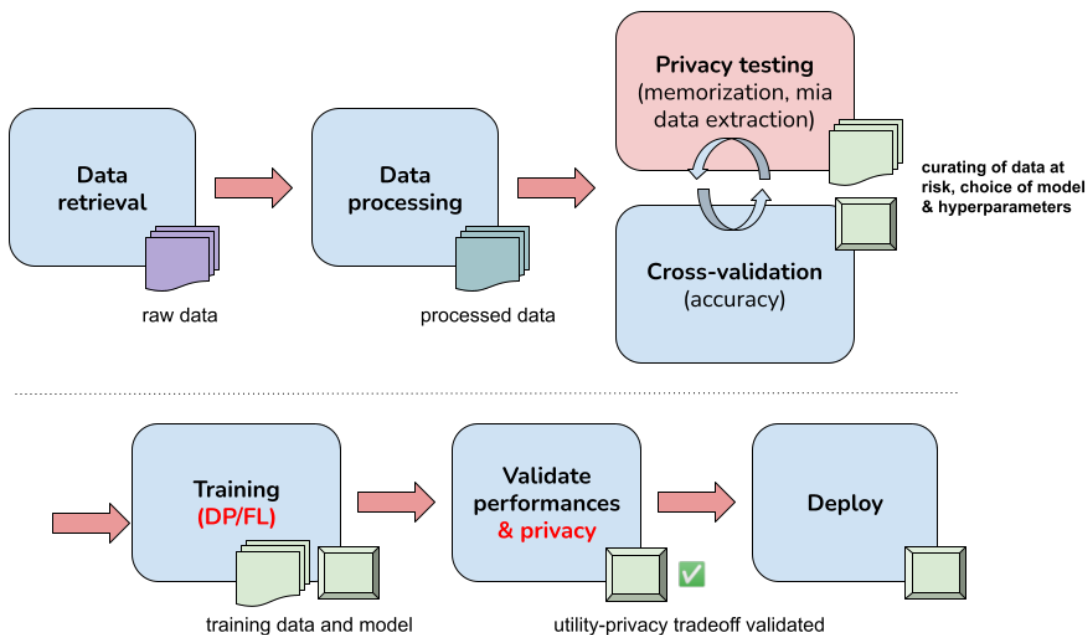 Privacy testing
(memorization, mia
data extraction)
Data
retrieval
Data
processing
curating of data at
risk, choice of model
& hyperparameters
Cross-validation
(accuracy)
raw data
processed data
Training
(DP/FL)
Validate
performances
& privacy
Deploy
training data and model
utility-privacy tradeoff validated